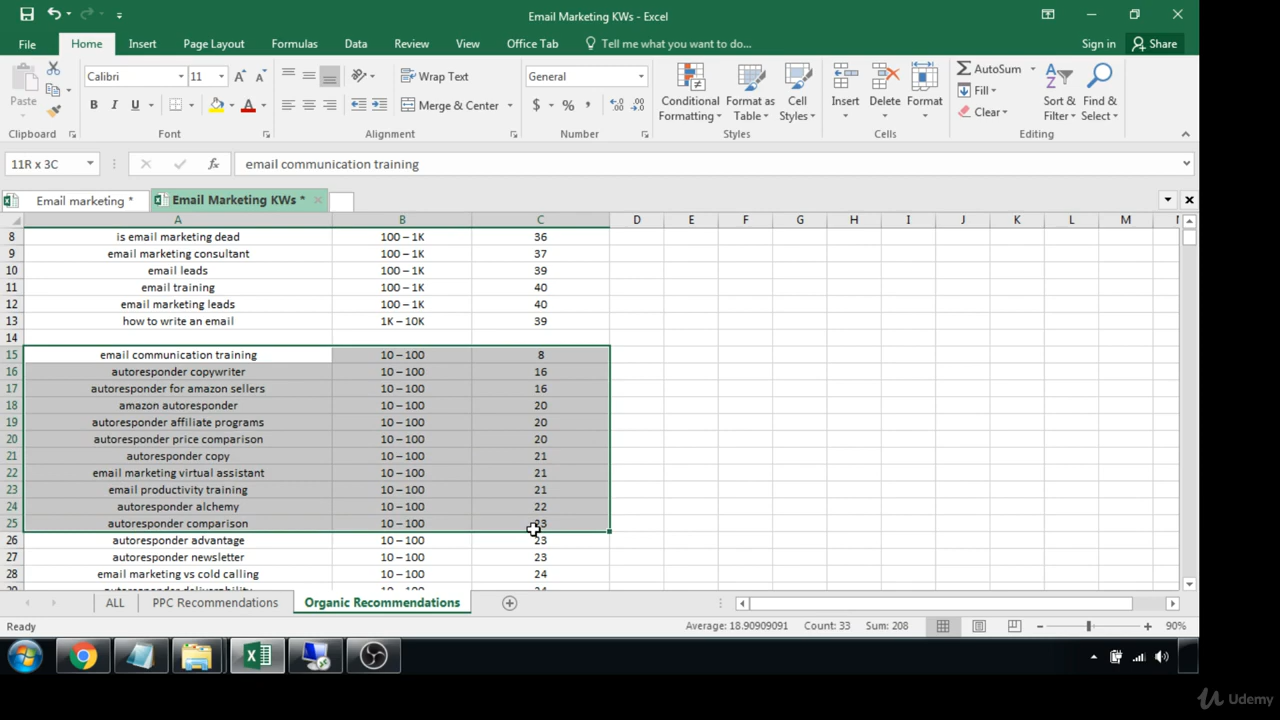 Email Marketing KWs - Excel
File Home Insert Page Layout Formulas Data Review View Office Tab Tell me what you want to do... Sign in Share
Calibri 11 Wrap Text General AutoSum
Paste B I U Merge & Center $ % Conditional Formatting Format as Table Cell Styles Insert Delete Format Fill Clear Sort & Filter Find & Select
Clipboard Font Alignment Number Styles Cells Editing
11R x 3C fx email communication training
Email marketing * Email Marketing KWs *
A B C D E F G H I J K L M
8 is email marketing dead 100 – 1K 36
9 email marketing consultant 100 – 1K 37
10 email leads 100 – 1K 39
11 email training 100 – 1K 40
12 email marketing leads 100 – 1K 40
13 how to write an email 1K – 10K 39
14
15 email communication training 10 – 100 8
16 autoresponder copywriter 10 – 100 16
17 autoresponder for amazon sellers 10 – 100 16
18 amazon autoresponder 10 – 100 20
19 autoresponder affiliate programs 10 – 100 20
20 autoresponder price comparison 10 – 100 20
21 autoresponder copy 10 – 100 21
22 email marketing virtual assistant 10 – 100 21
23 email productivity training 10 – 100 21
24 autoresponder alchemy 10 – 100 22
25 autoresponder comparison 10 – 100 23
26 autoresponder advantage 10 – 100 23
27 autoresponder newsletter 10 – 100 23
28 email marketing vs cold calling 10 – 100 24
ALL PPC Recommendations Organic Recommendations
Ready Average: 18.90909091 Count: 33 Sum: 208 90%
Udemy